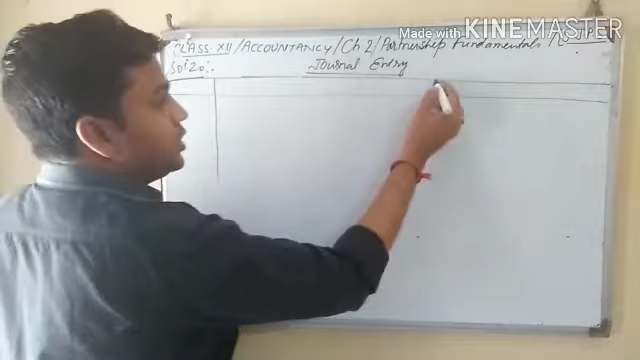 Made with KINEMASTER
CLASS-XII/ACCOUNTANCY/Ch 2/Partnership Fundamentals/
Sol 20:.
Journal Entry